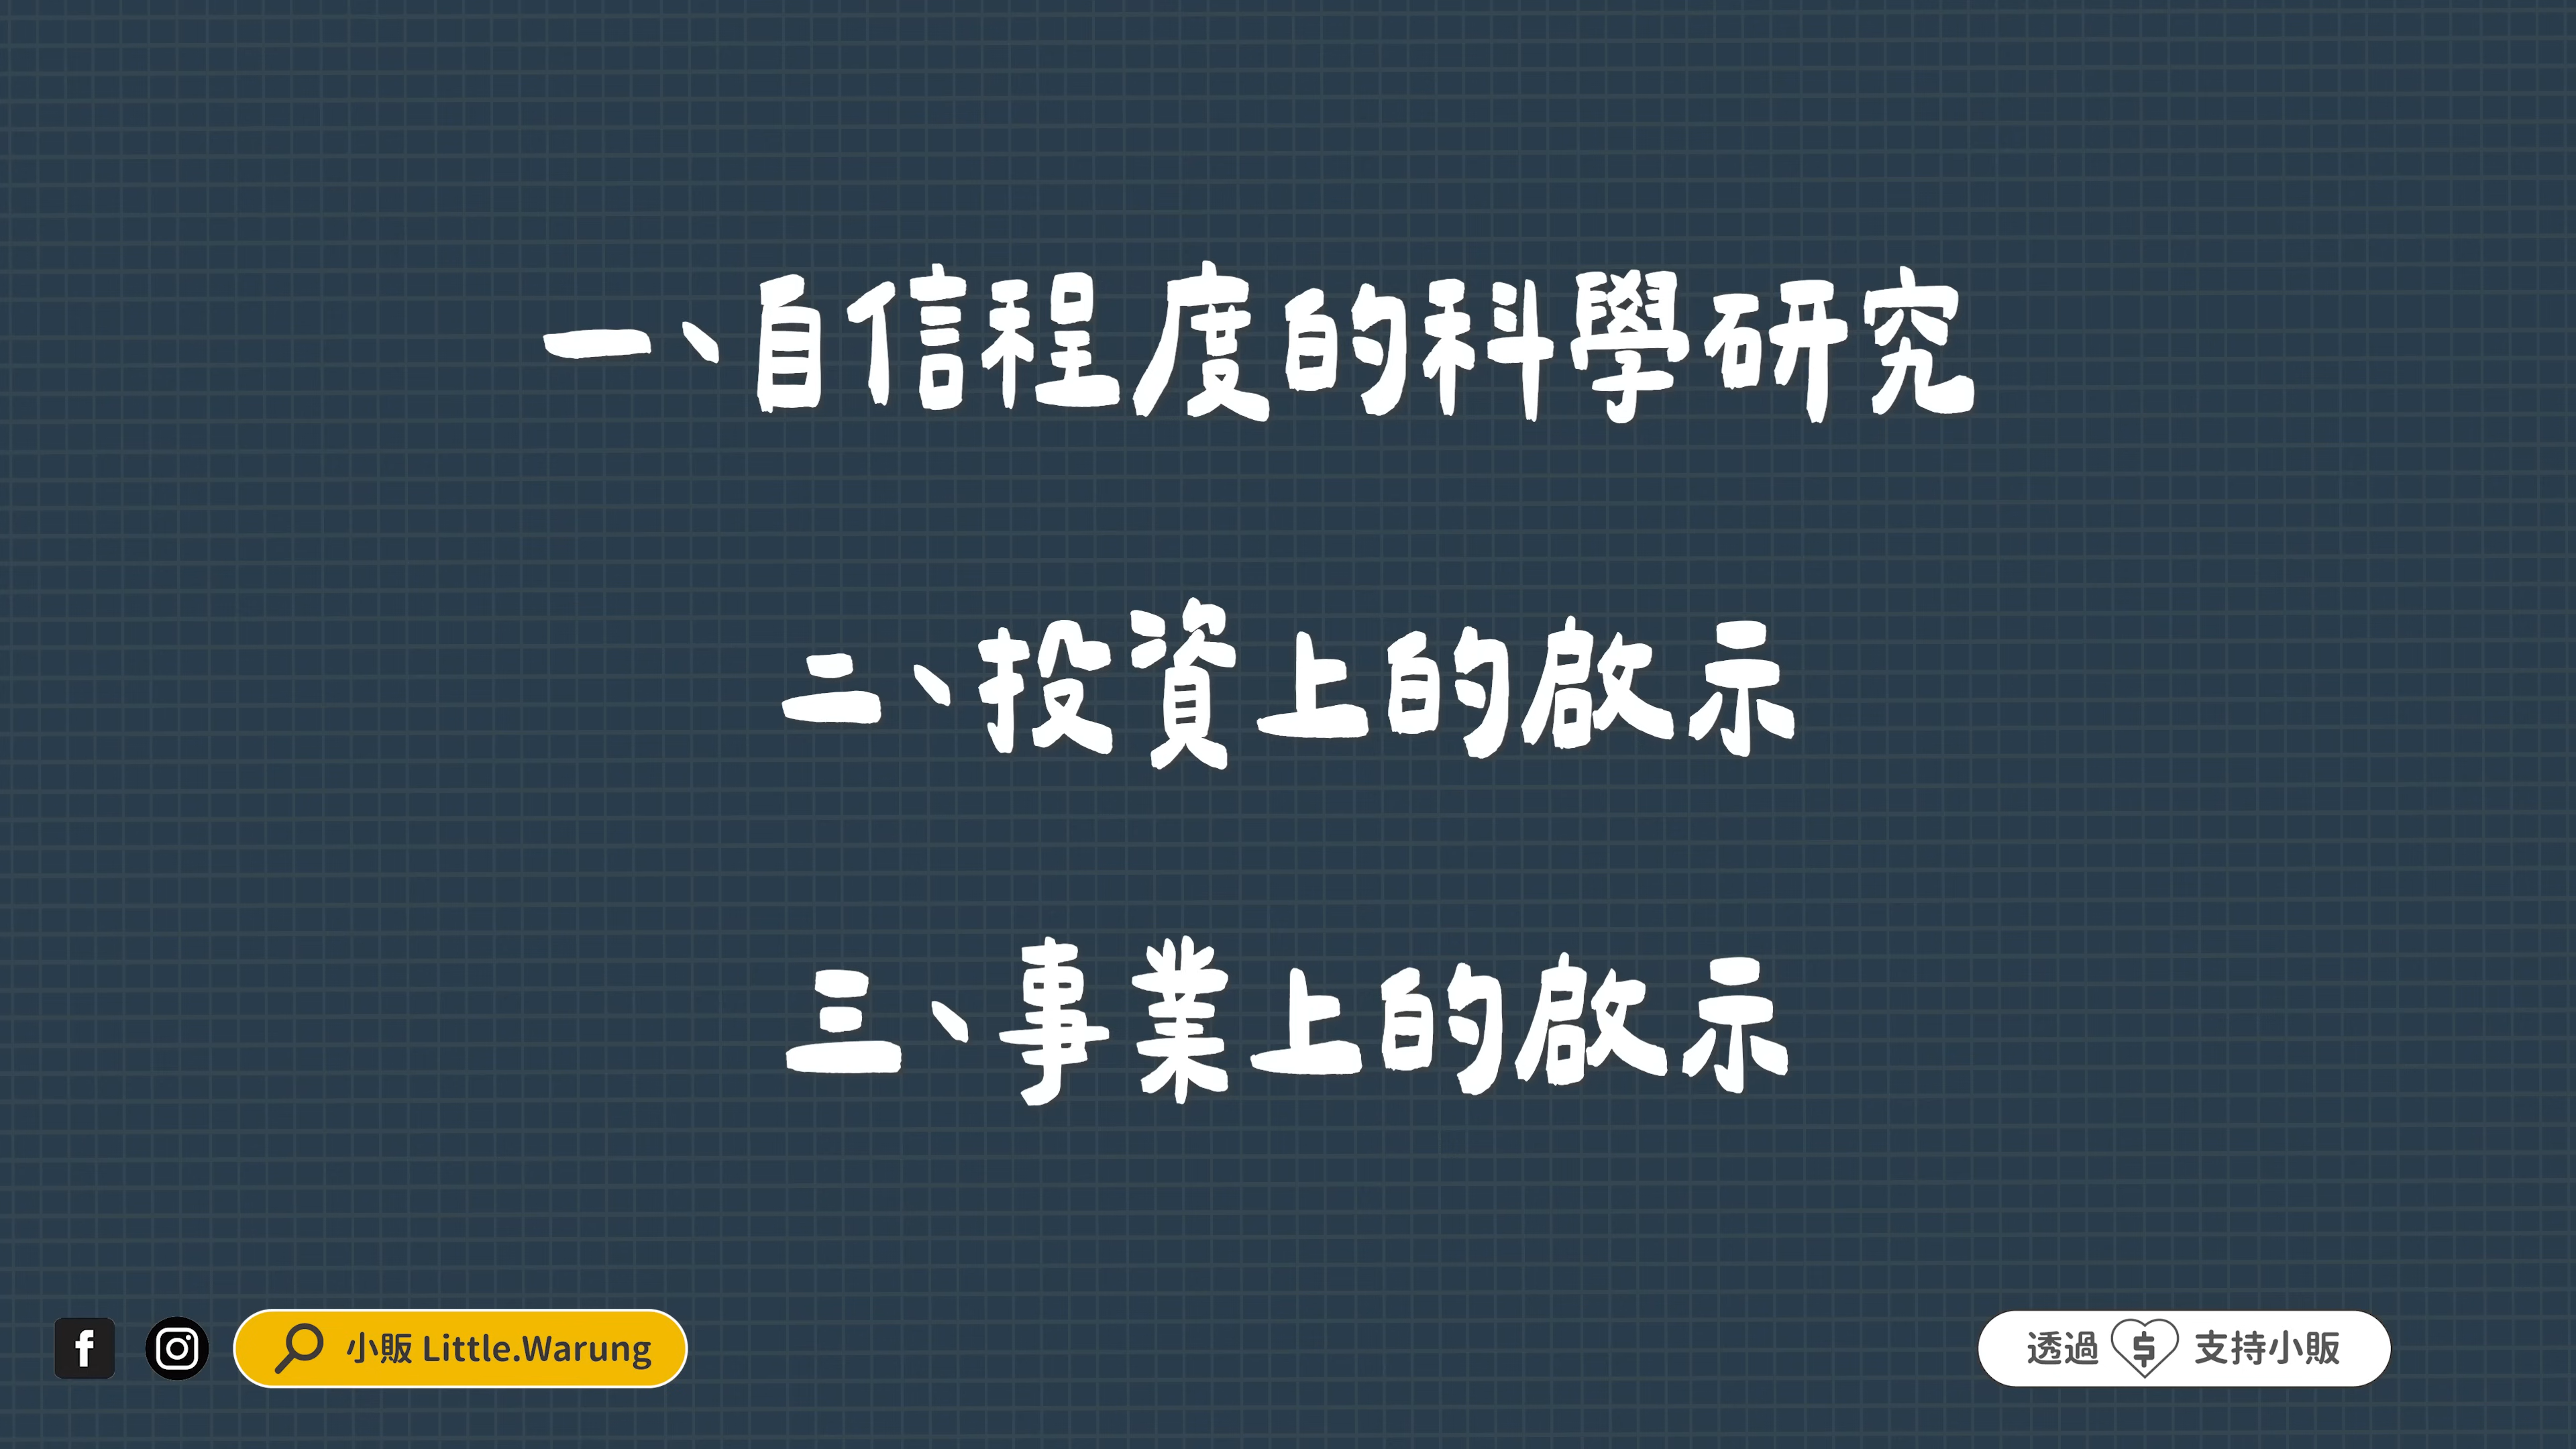 一、自信程度的科學研究
二、投資上的啟示
三、事業上的啟示
小販 Little.Warung
透過 $ 支持小販